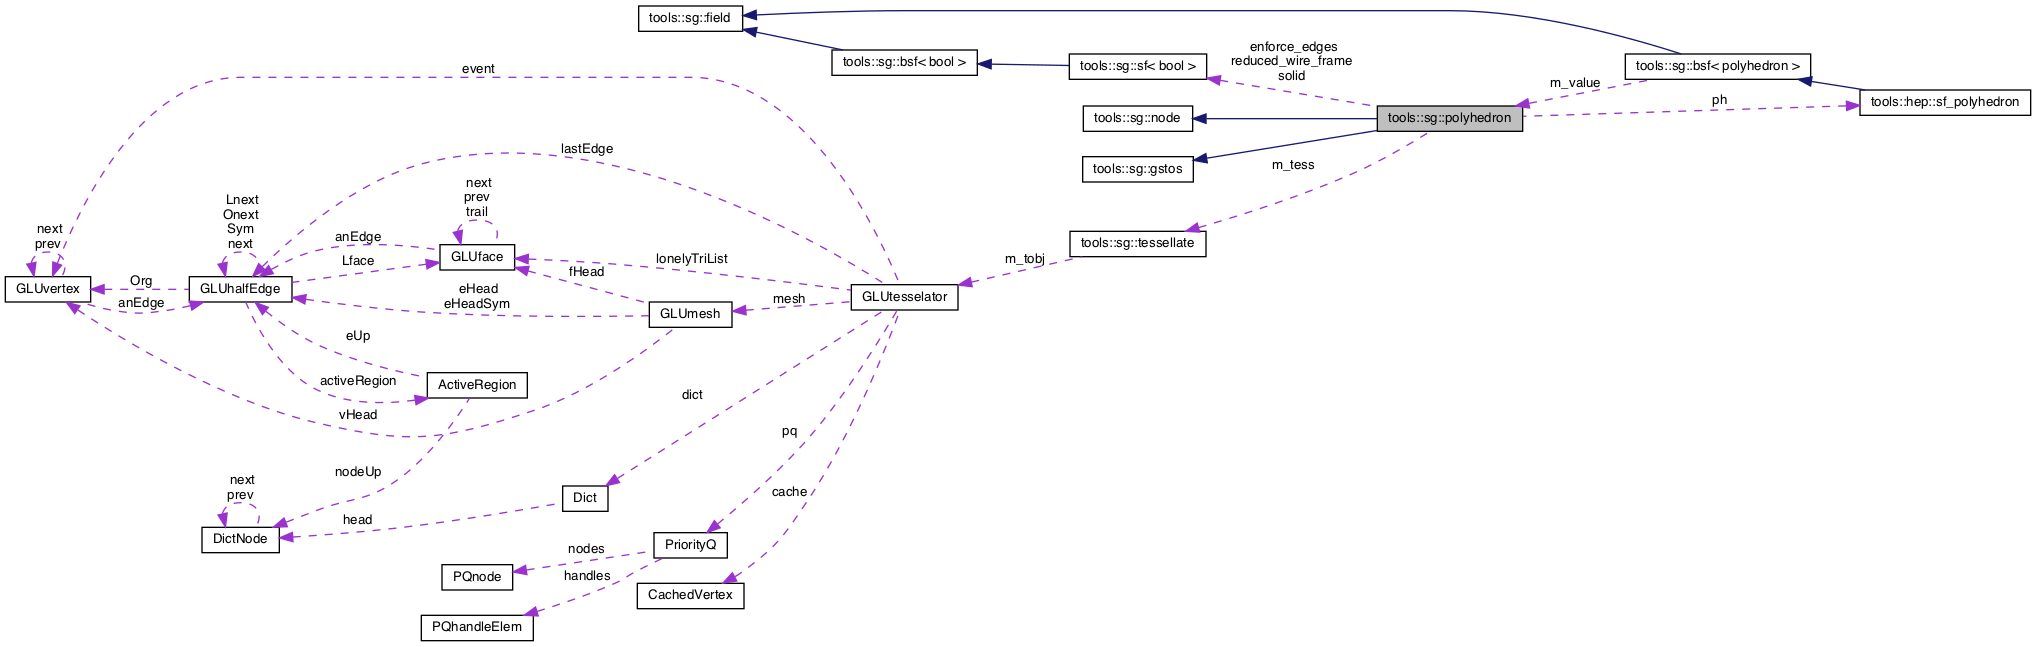 tools::sg::field
tools::sg::bsf< bool >
tools::sg::sf< bool >
enforce_edges
reduced_wire_frame
solid
tools::sg::bsf< polyhedron >
m_value
tools::hep::sf_polyhedron
ph
tools::sg::node
tools::sg::polyhedron
tools::sg::gstos
m_tess
event
lastEdge
next
prev
trail
Lnext
Onext
Sym
next
next
prev
anEdge
GLUface
Lface
tools::sg::tessellate
m_tobj
lonelyTriList
fHead
GLUvertex
Org
anEdge
GLUhalfEdge
eHead
eHeadSym
mesh
GLUtesselator
GLUmesh
eUp
activeRegion
ActiveRegion
vHead
dict
pq
nodeUp
next
prev
cache
Dict
head
DictNode
PriorityQ
nodes
PQnode
handles
CachedVertex
PQhandleElem